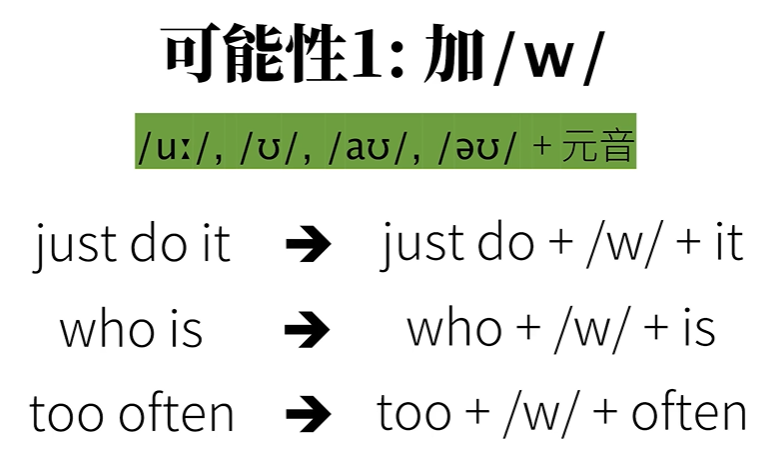 可能性1: 加/w/
/uː/, /ʊ/, /aʊ/, /əʊ/ + 元音
just do it ➔ just do + /w/ + it
who is ➔ who + /w/ + is
too often ➔ too + /w/ + often